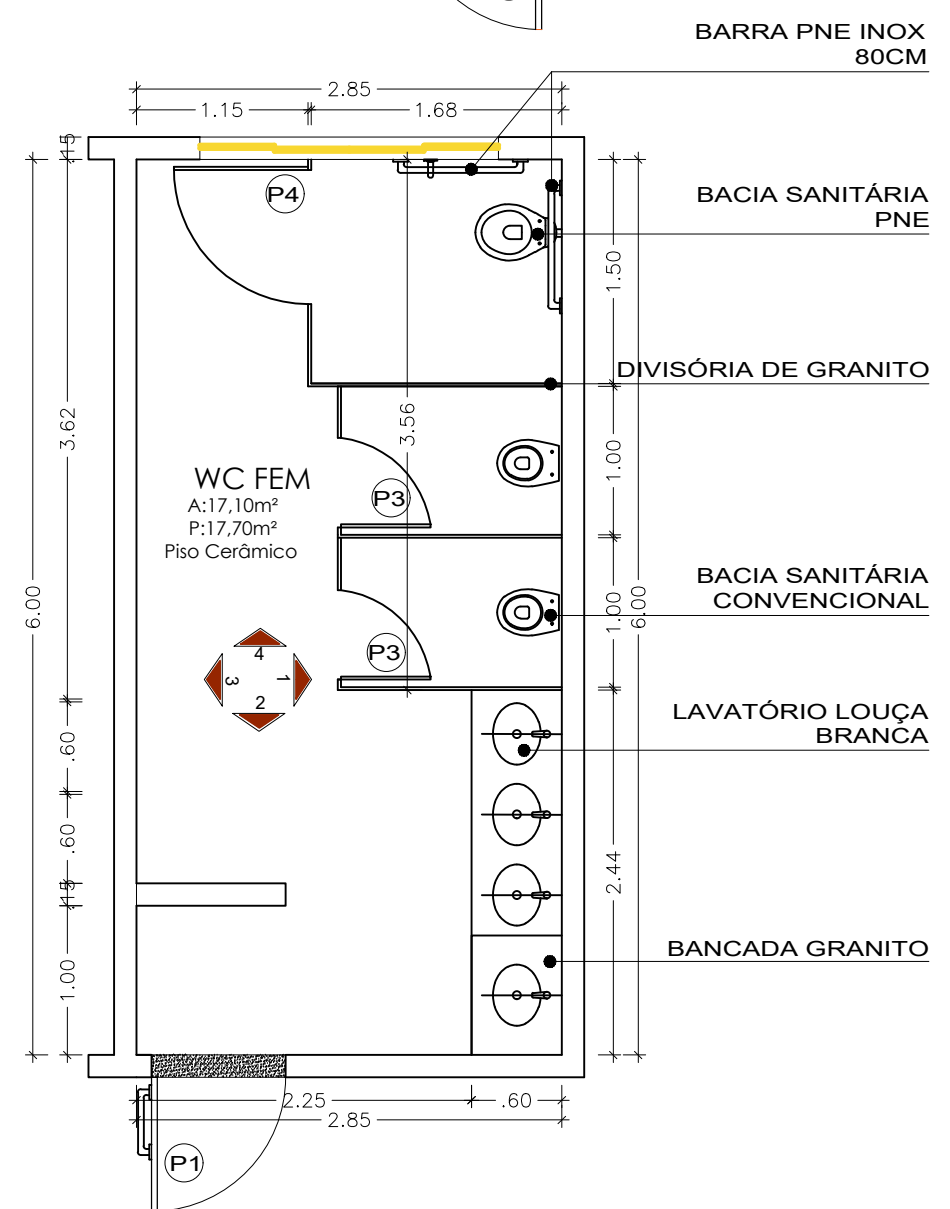 BARRA PNE INOX
80CM
2.85
1.15
1.68
.15
P4
BACIA SANITÁRIA
PNE
1.50
DIVISÓRIA DE GRANITO
3.62
3.56
1.00
WC FEM
A:17,10m²
P:17,70m²
Piso Cerâmico
P3
6.00
BACIA SANITÁRIA
CONVENCIONAL
1.00
6.00
P3
4
3
1
2
LAVATÓRIO LOUÇA
BRANCA
.60
.60
2.44
.15
BANCADA GRANITO
1.00
2.25
.60
2.85
P1